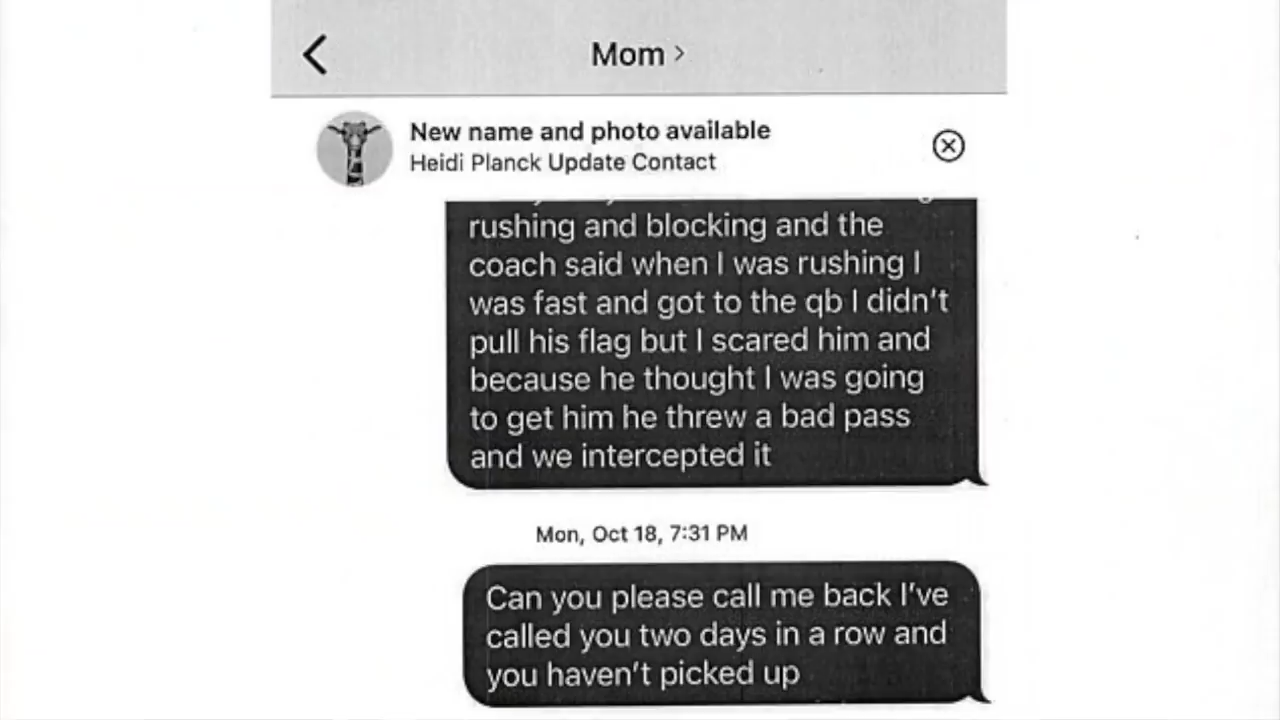 Mom >
New name and photo available
Heidi Planck Update Contact
rushing and blocking and the
coach said when I was rushing I
was fast and got to the qb I didn't
pull his flag but I scared him and
because he thought I was going
to get him he threw a bad pass
and we intercepted it
Mon, Oct 18, 7:31 PM
Can you please call me back I've
called you two days in a row and
you haven't picked up